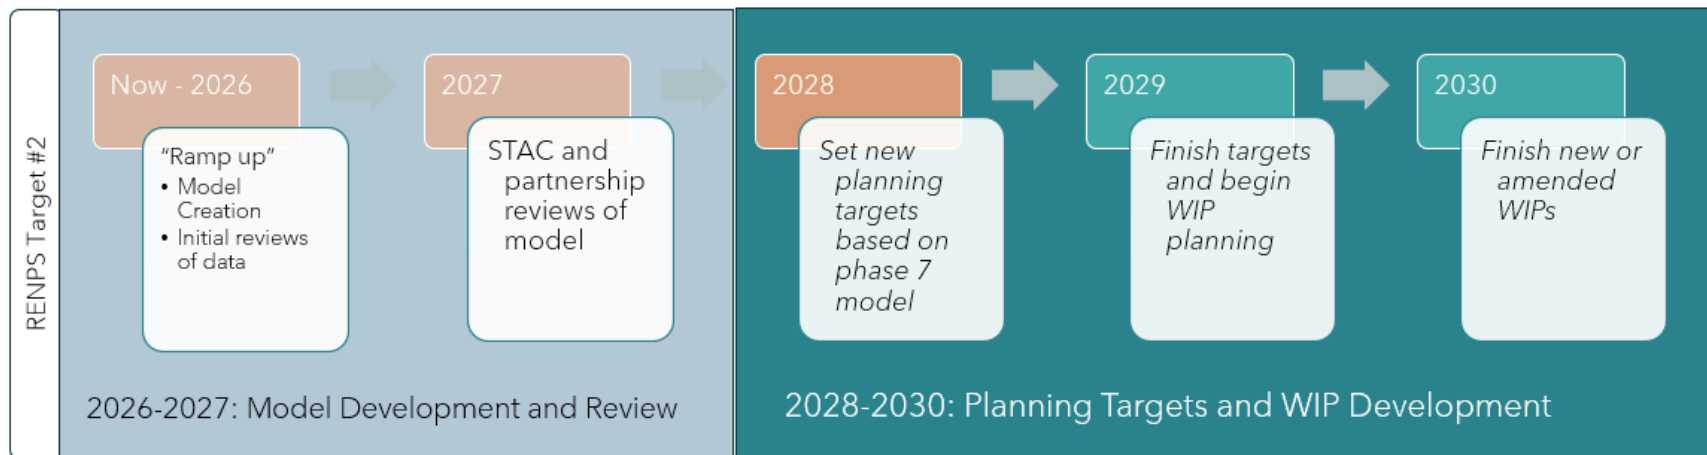 RENPS Target #2
Now - 2026
“Ramp up”
• Model
Creation
• Initial reviews
of data
2027
STAC and
partnership
reviews of
model
2026-2027: Model Development and Review
2028
Set new
planning
targets
based on
phase 7
model
2029
Finish targets
and begin
WIP
planning
2030
Finish new or
amended
WIPs
2028-2030: Planning Targets and WIP Development